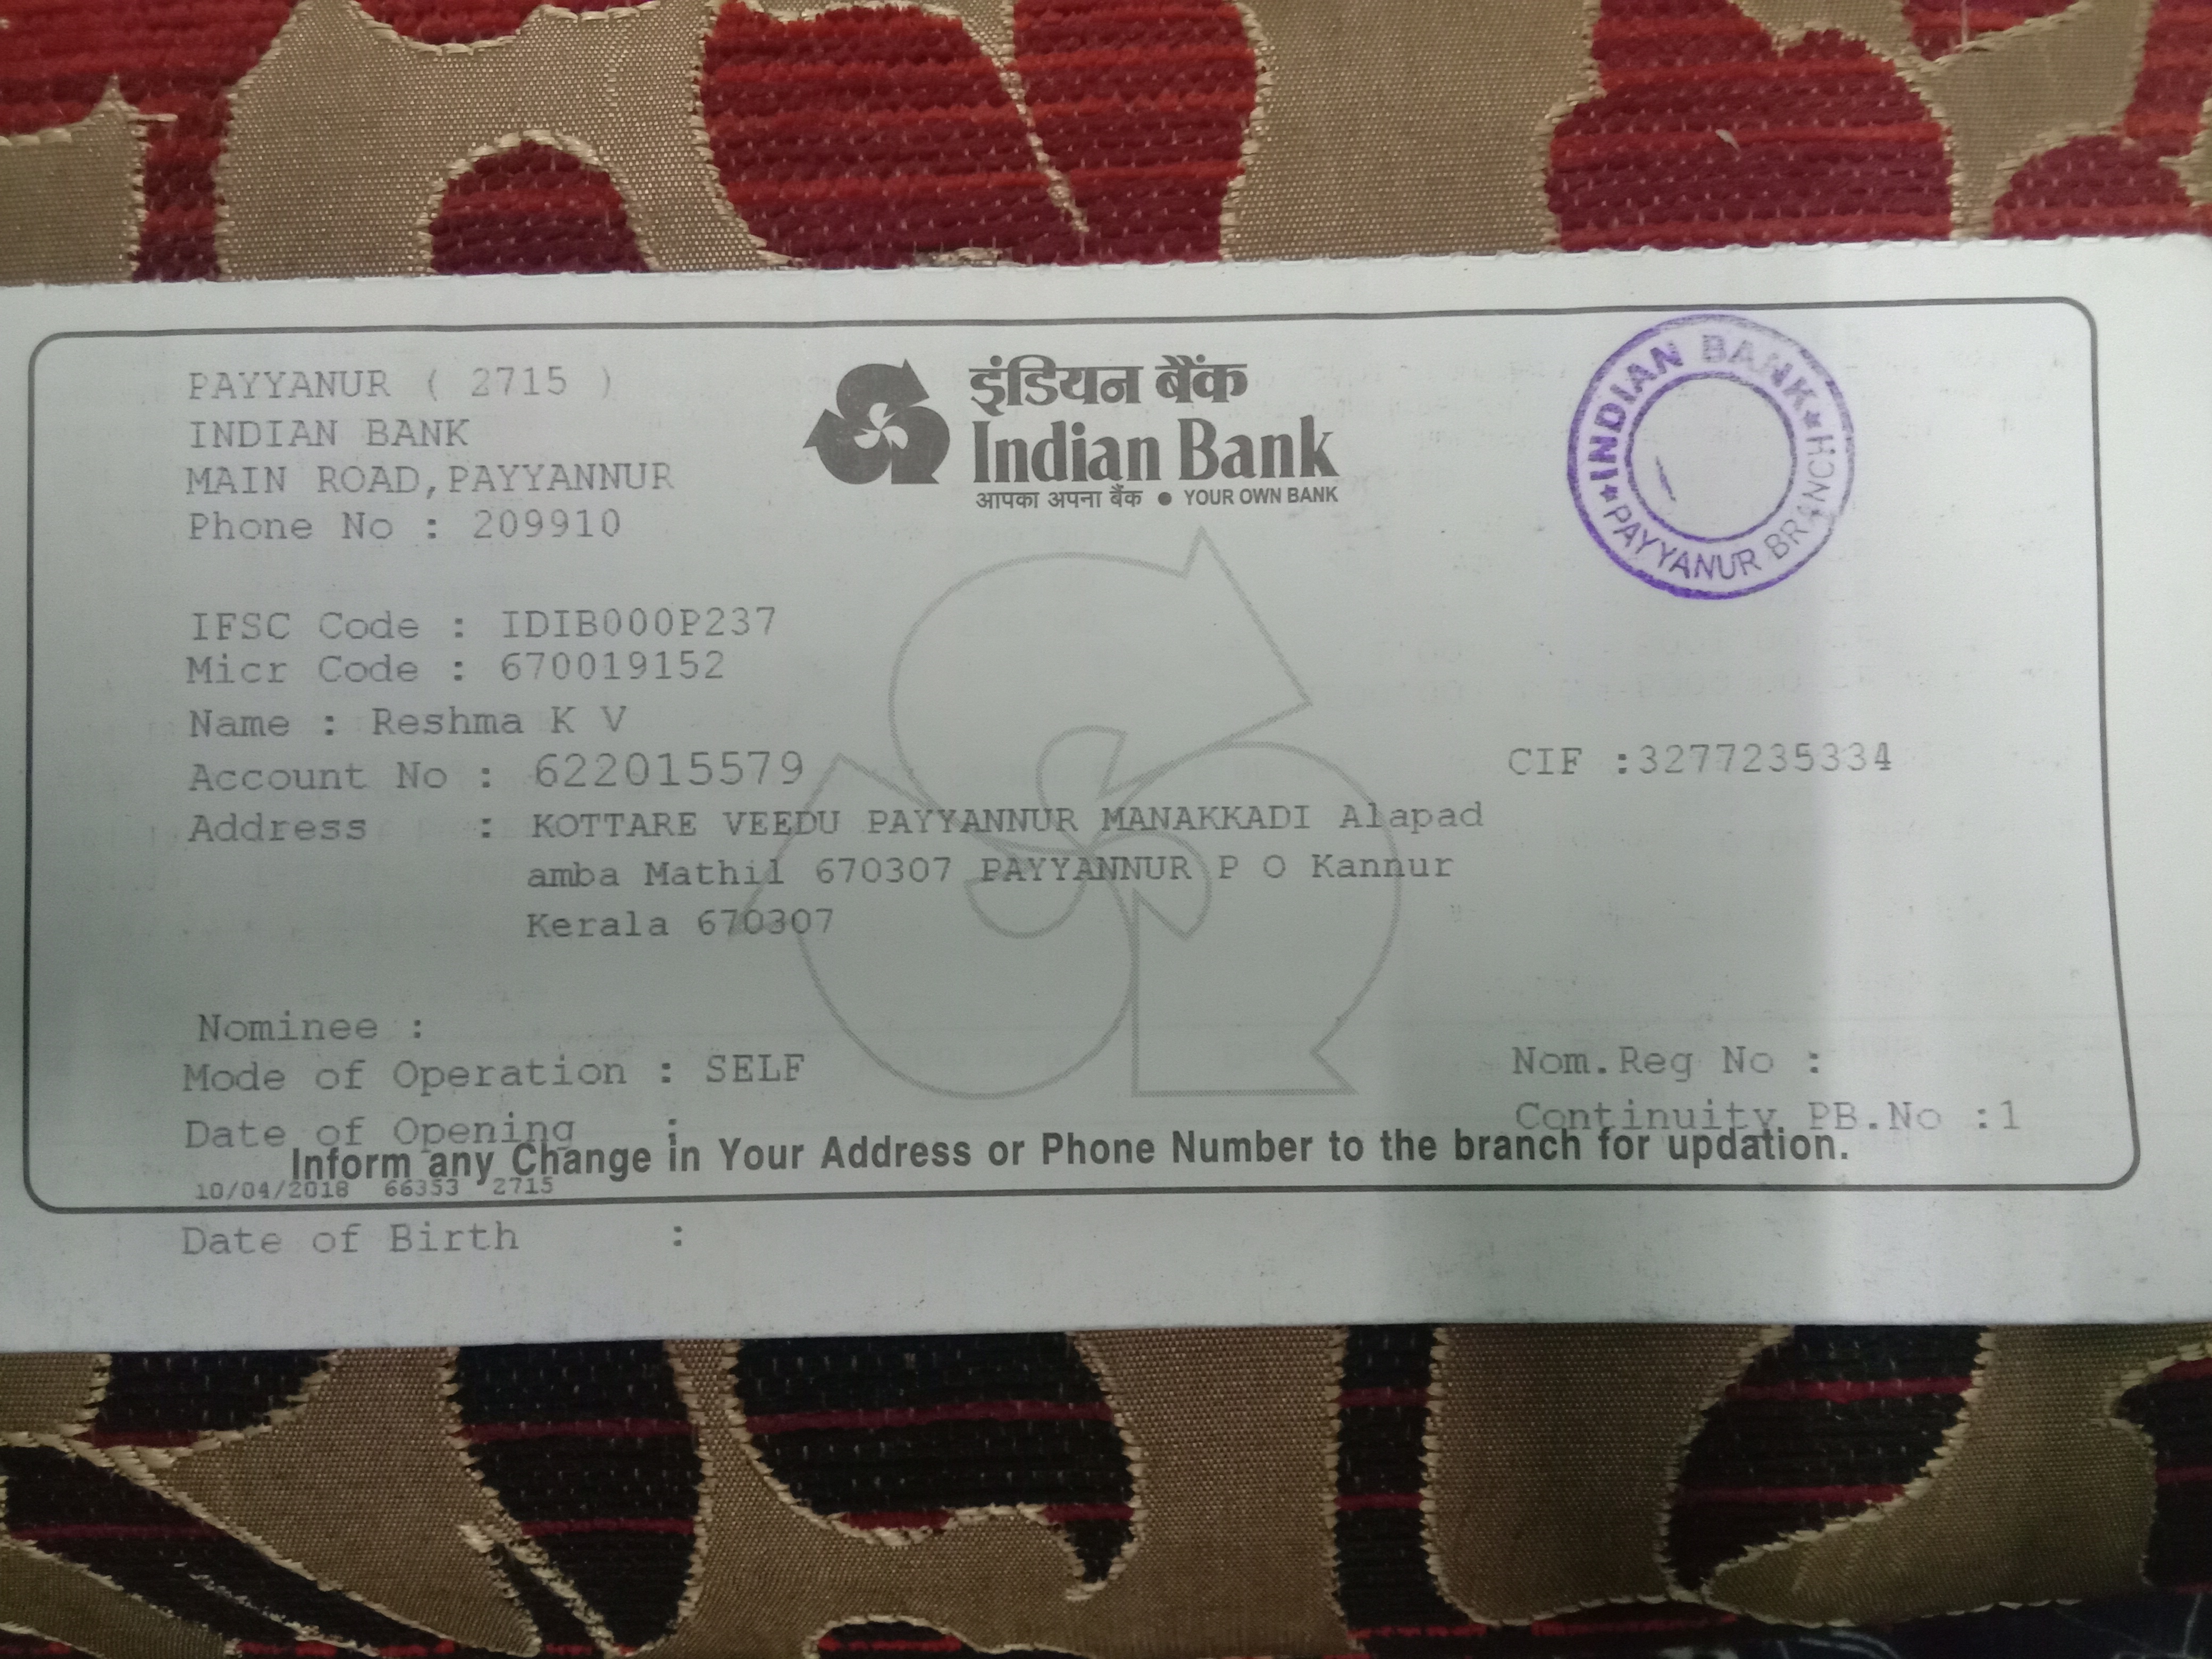 PAYYANUR ( 2715 )
INDIAN BANK
MAIN ROAD,PAYYANNUR
Phone No : 209910
इंडियन बैंक
Indian Bank
आपका अपना बैंक ● YOUR OWN BANK
★INDIAN BANK★
PAYYANUR BRANCH
IFSC Code : IDIB000P237
Micr Code : 670019152
Name : Reshma K V
Account No : 622015579 CIF :3277235334
Address : KOTTARE VEEDU PAYYANNUR MANAKKADI Alapad
amba Mathil 670307 PAYYANNUR P O Kannur
Kerala 670307
Nominee :
Mode of Operation : SELF Nom.Reg No :
Date of Opening : Continuity PB.No :1
Inform any Change in Your Address or Phone Number to the branch for updation.
10/04/2018 66353 2715
Date of Birth :